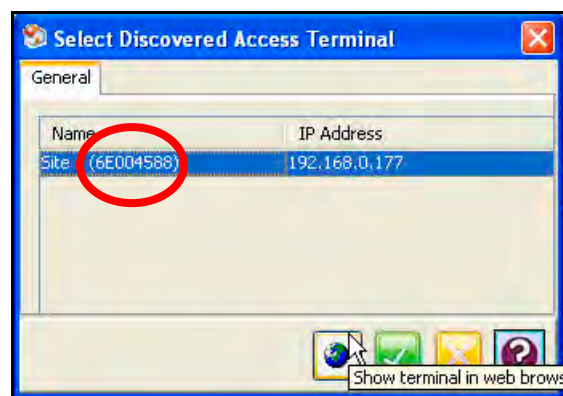 Select Discovered Access Terminal
General
Name IP Address
Site (6E004588) 192.168.0.177
Show terminal in web brows